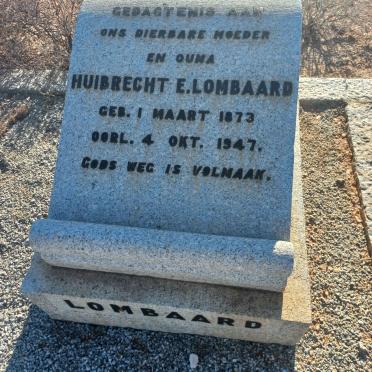 GEDAGTENIS AAN
ONS DIERBARE MOEDER
EN OUMA
HUIBRECHT E. LOMBAARD
GEB. 1 MAART 1873
OORL. 4 OKT. 1947.
GODS WEG IS VOLMAAK.
LOMBAARD